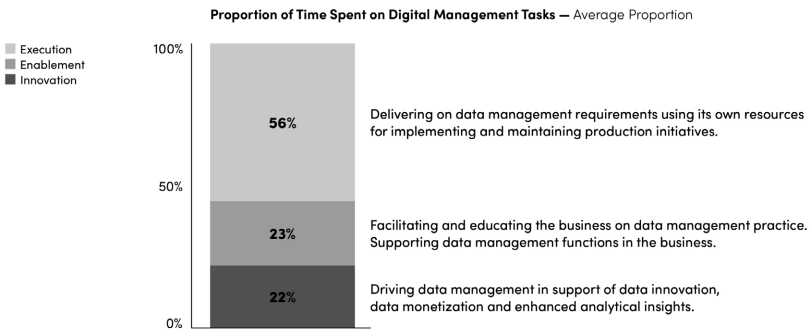 Proportion of Time Spent on Digital Management Tasks — Average Proportion
Execution
Enablement
Innovation
100%
50%
0%
56%
Delivering on data management requirements using its own resources
for implementing and maintaining production initiatives.
23%
Facilitating and educating the business on data management practice.
Supporting data management functions in the business.
22%
Driving data management in support of data innovation,
data monetization and enhanced analytical insights.